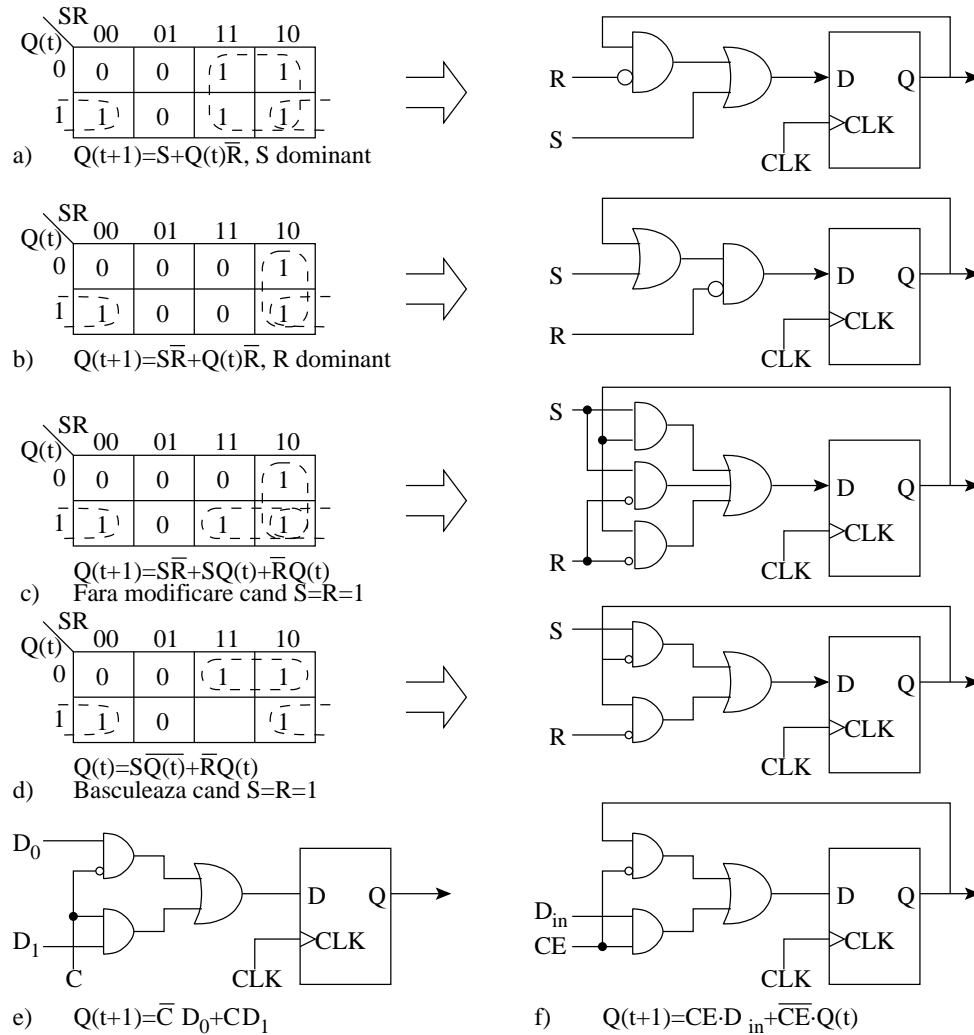 SR
Q(t)
00 01 11 10
0 0 0 1 1
1 1 0 1 1
a) Q(t+1)=S+Q(t)R̅, S dominant
R
S
D Q
CLK
CLK
SR
Q(t)
00 01 11 10
0 0 0 0 1
1 1 0 0 1
b) Q(t+1)=SR̅+Q(t)R̅, R dominant
S
R
D Q
CLK
CLK
SR
Q(t)
00 01 11 10
0 0 0 0 1
1 1 0 1 1
Q(t+1)=SR̅+SQ(t)+R̅Q(t)
c) Fara modificare cand S=R=1
S
R
D Q
CLK
CLK
SR
Q(t)
00 01 11 10
0 0 0 1 1
1 1 0 1
Q(t)=SQ̅(̅t̅)̅+R̅Q(t)
d) Basculeaza cand S=R=1
S
R
D Q
CLK
CLK
D₀
D₁
C
D Q
CLK
CLK
e) Q(t+1)=C̅ D₀+CD₁
D_in
CE
D Q
CLK
CLK
f) Q(t+1)=CE·D_in+C̅E̅·Q(t)